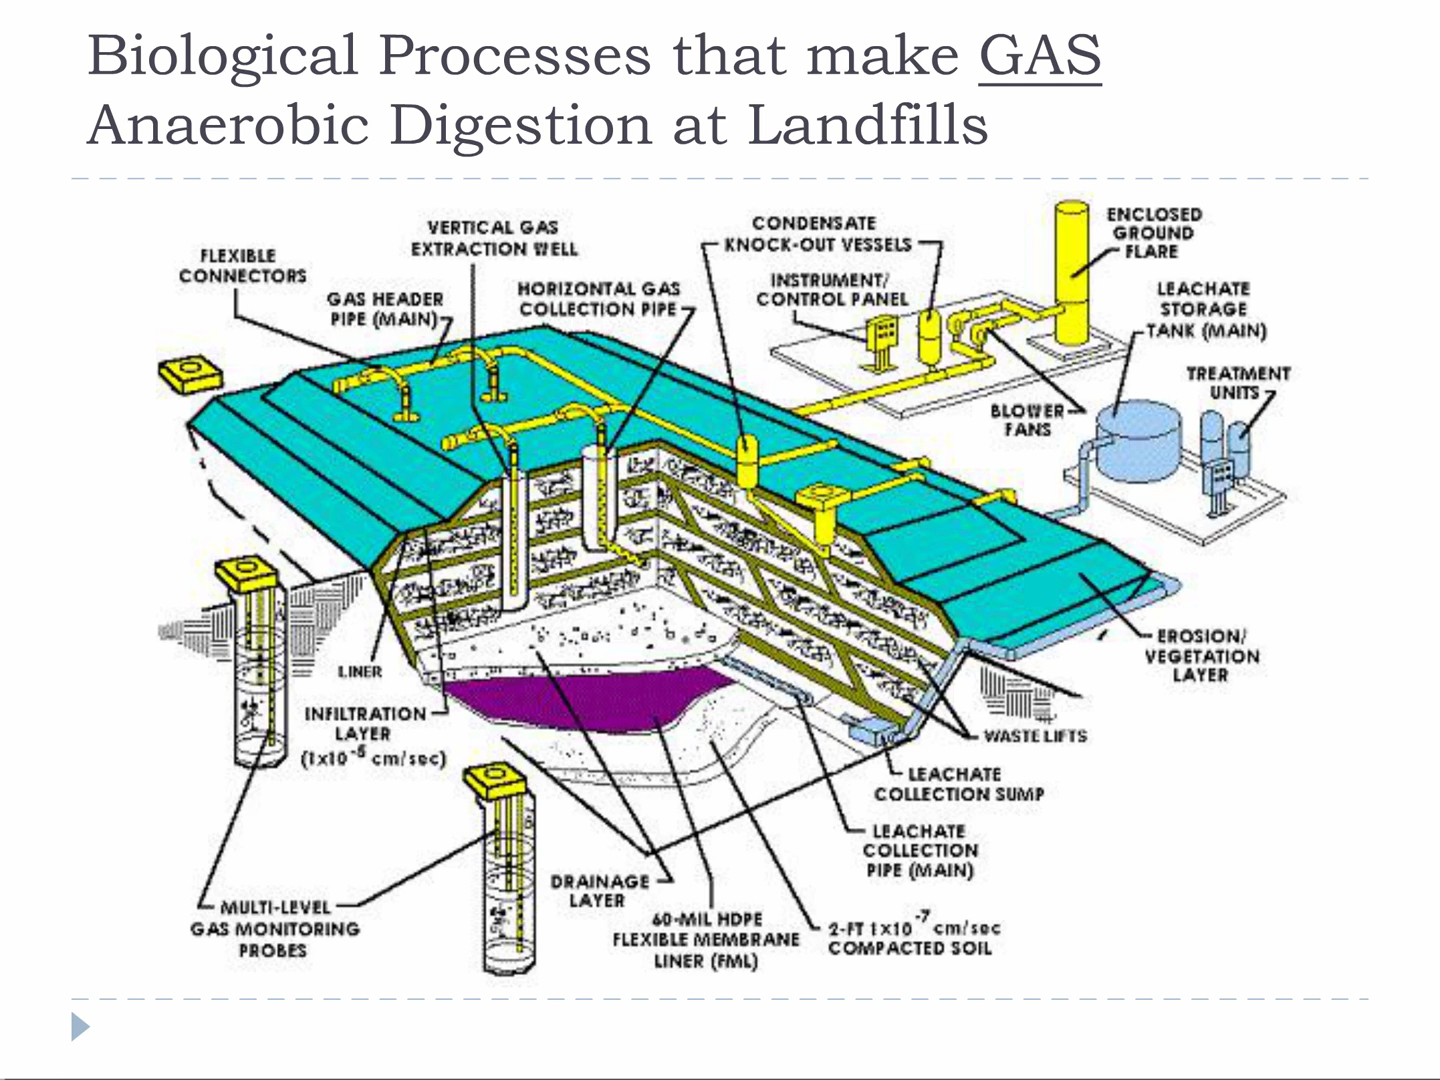 Biological Processes that make GAS
Anaerobic Digestion at Landfills
VERTICAL GAS
EXTRACTION WELL
FLEXIBLE
CONNECTORS
GAS HEADER
PIPE (MAIN)
HORIZONTAL GAS
COLLECTION PIPE
CONDENSATE
KNOCK-OUT VESSELS
INSTRUMENT/
CONTROL PANEL
ENCLOSED
GROUND
FLARE
LEACHATE
STORAGE
TANK (MAIN)
TREATMENT
UNITS
BLOWER
FANS
EROSION/
VEGETATION
LAYER
LINER
INFILTRATION
LAYER
(1x10⁻⁵ cm/sec)
WASTE LIFTS
LEACHATE
COLLECTION SUMP
LEACHATE
COLLECTION
PIPE (MAIN)
DRAINAGE
LAYER
MULTI-LEVEL
GAS MONITORING
PROBES
60-MIL HDPE
FLEXIBLE MEMBRANE
LINER (FML)
2-FT 1x10⁻⁷ cm/sec
COMPACTED SOIL